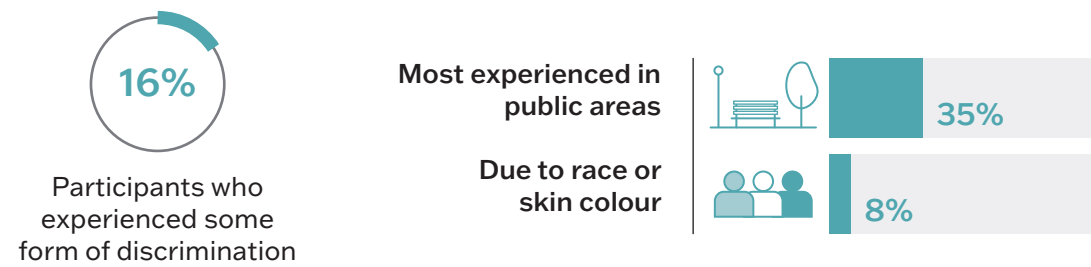 16%
Participants who
experienced some
form of discrimination
Most experienced in
public areas
35%
Due to race or
skin colour
8%